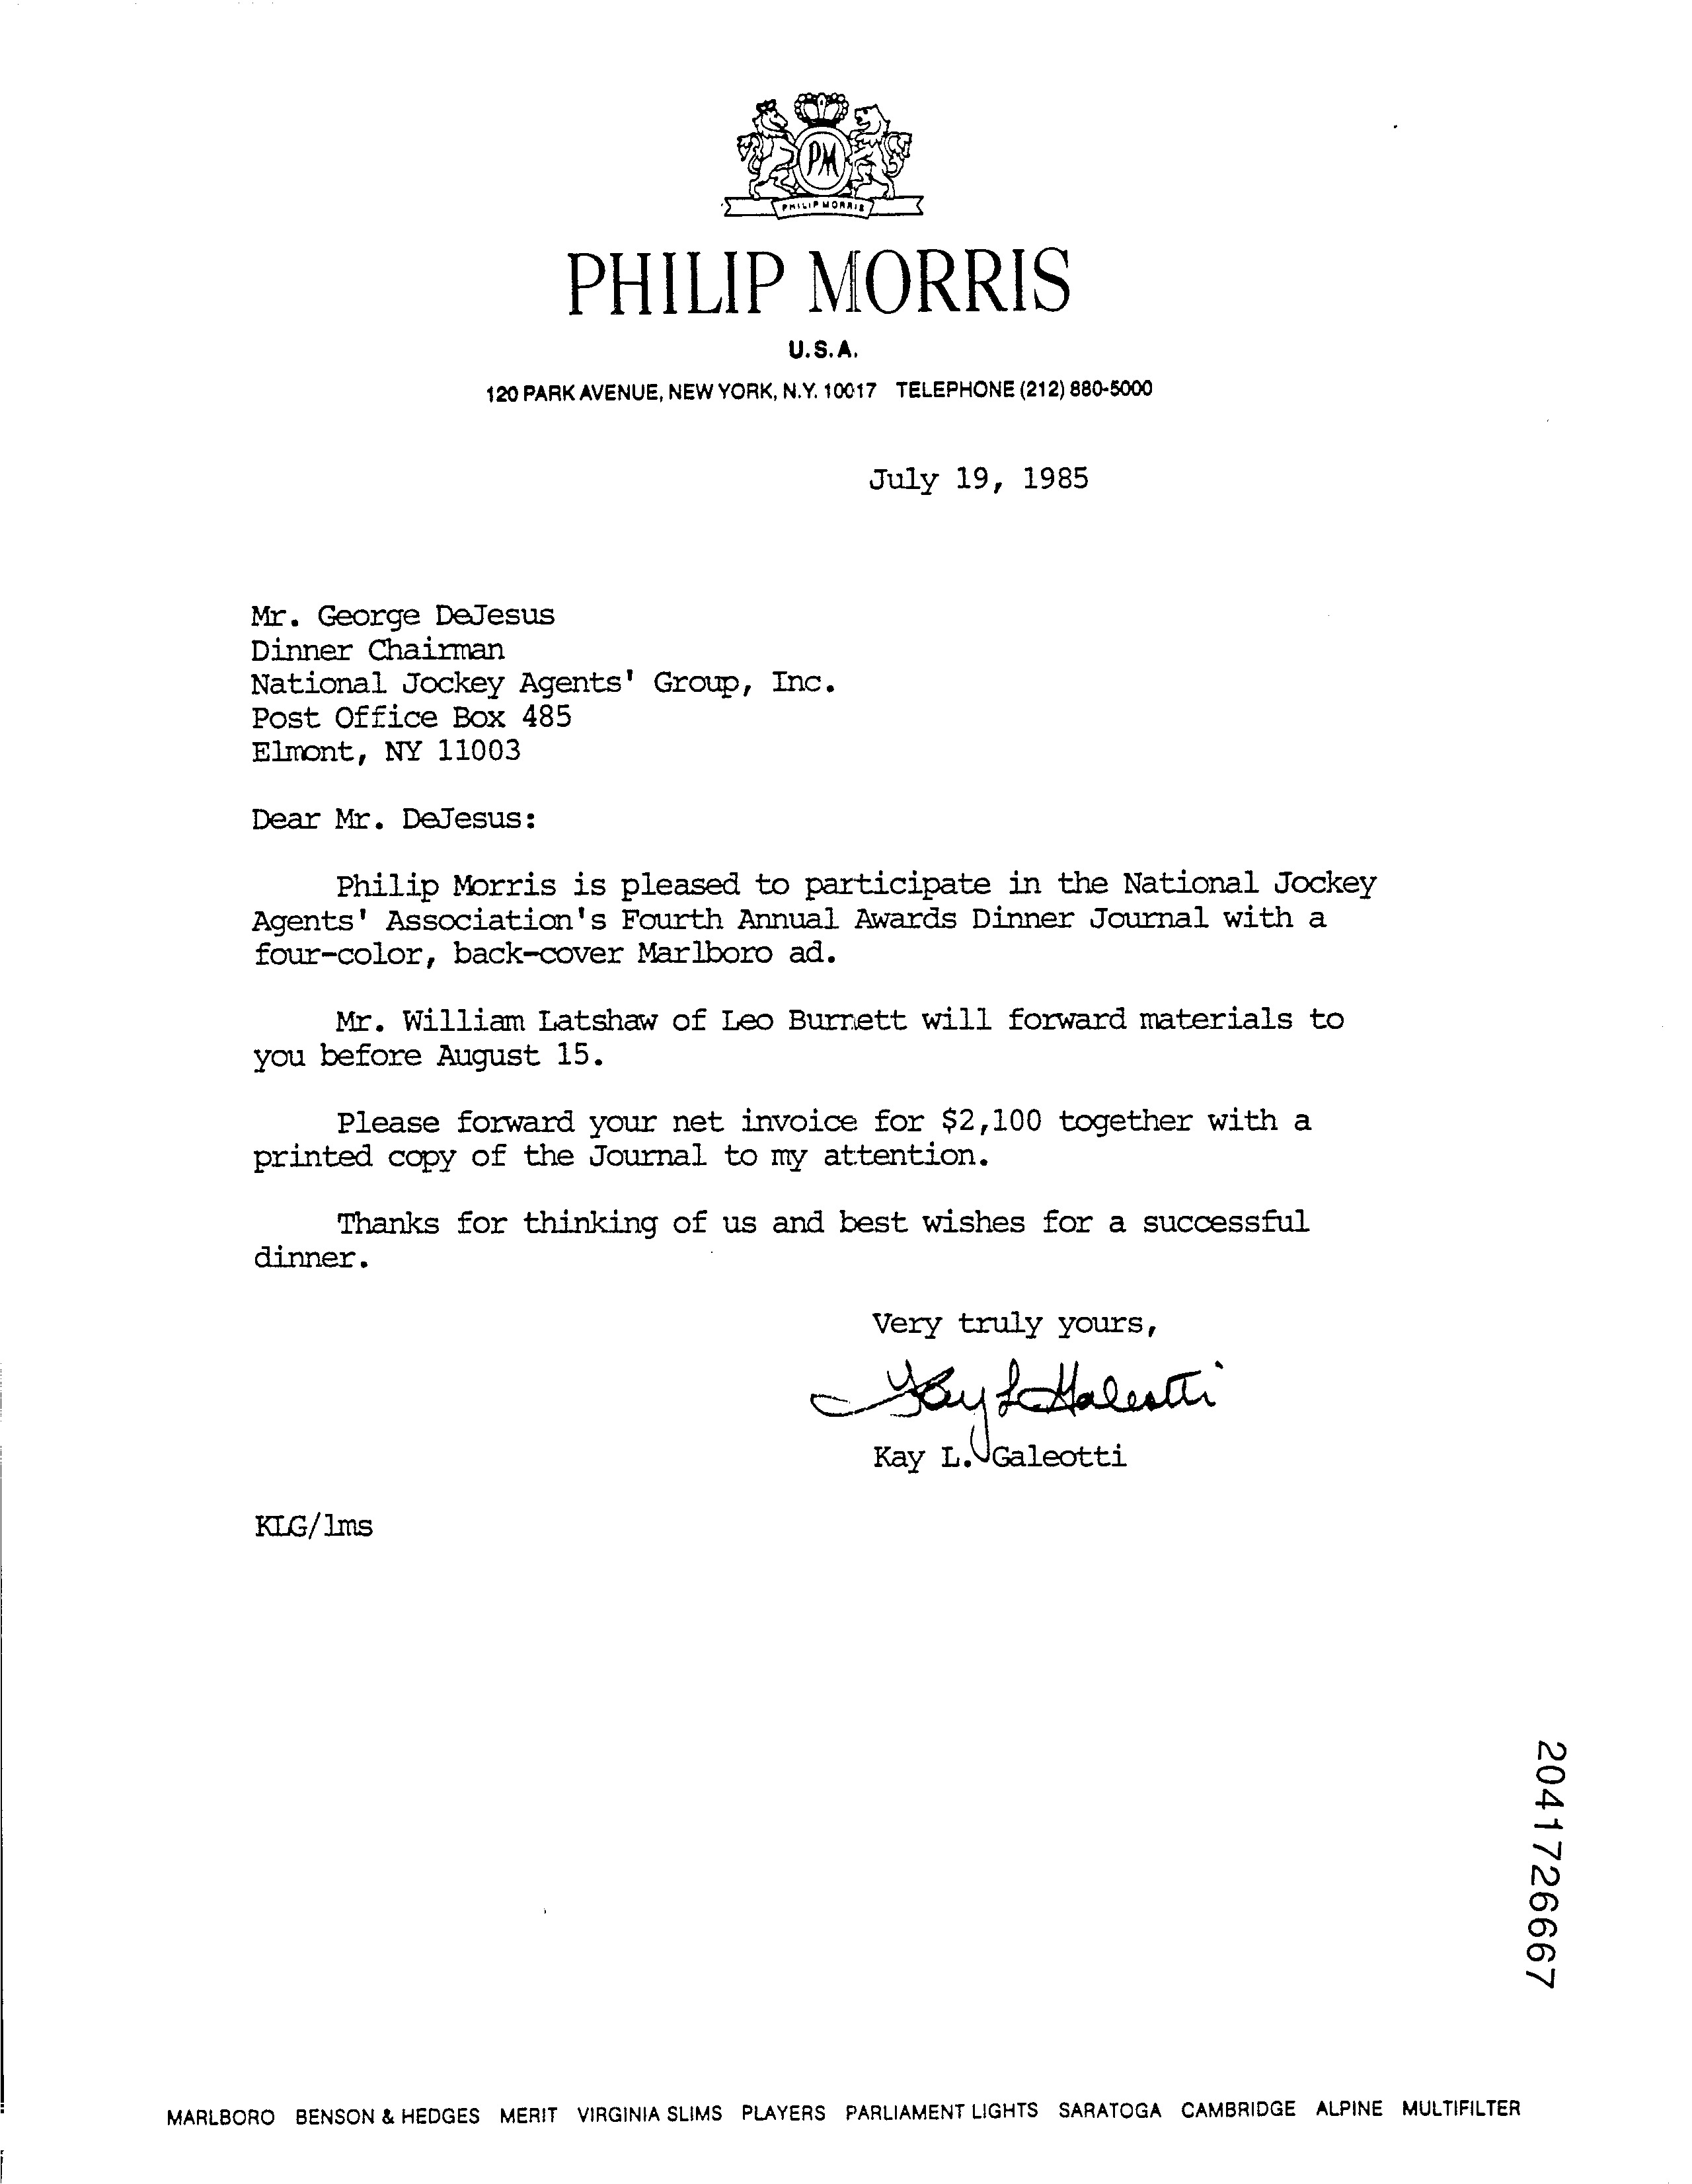 PM
PHILIP MORRIS
PHILIP MORRIS
U.S.A.
120 PARK AVENUE, NEW YORK, N.Y. 10017 TELEPHONE (212) 880-5000
July 19, 1985
Mr. George DeJesus
Dinner Chairman
National Jockey Agents' Group, Inc.
Post Office Box 485
Elmont, NY 11003
Dear Mr. DeJesus:
Philip Morris is pleased to participate in the National Jockey
Agents' Association's Fourth Annual Awards Dinner Journal with a
four-color, back-cover Marlboro ad.
Mr. William Latshaw of Leo Burnett will forward materials to
you before August 15.
Please forward your net invoice for $2,100 together with a
printed copy of the Journal to my attention.
Thanks for thinking of us and best wishes for a successful
dinner.
Very truly yours,
Kay L Galeotti
Kay L. Galeotti
KLG/lms
2041726667
MARLBORO BENSON & HEDGES MERIT VIRGINIA SLIMS PLAYERS PARLIAMENT LIGHTS SARATOGA CAMBRIDGE ALPINE MULTIFILTER